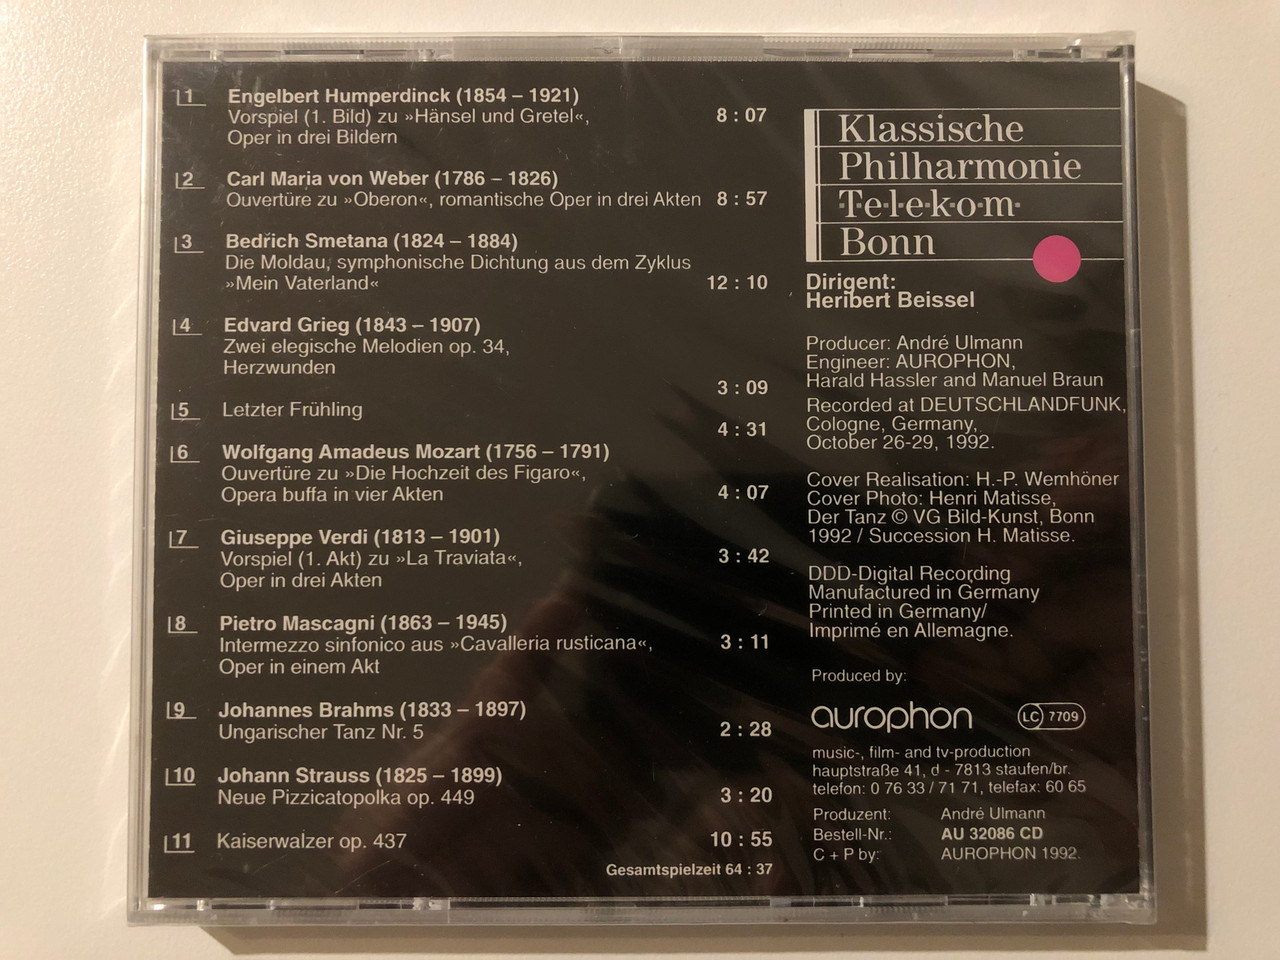 1 Engelbert Humperdinck (1854 – 1921)
Vorspiel (1. Bild) zu »Hänsel und Gretel«, 8 : 07
Oper in drei Bildern
2 Carl Maria von Weber (1786 – 1826)
Ouvertüre zu »Oberon«, romantische Oper in drei Akten 8 : 57
3 Bedřich Smetana (1824 – 1884)
Die Moldau, symphonische Dichtung aus dem Zyklus
»Mein Vaterland« 12 : 10
4 Edvard Grieg (1843 – 1907)
Zwei elegische Melodien op. 34,
Herzwunden
3 : 09
5 Letzter Frühling
4 : 31
6 Wolfgang Amadeus Mozart (1756 – 1791)
Ouvertüre zu »Die Hochzeit des Figaro«,
Opera buffa in vier Akten 4 : 07
7 Giuseppe Verdi (1813 – 1901)
Vorspiel (1. Akt) zu »La Traviata«, 3 : 42
Oper in drei Akten
8 Pietro Mascagni (1863 – 1945)
Intermezzo sinfonico aus »Cavalleria rusticana«, 3 : 11
Oper in einem Akt
9 Johannes Brahms (1833 – 1897)
Ungarischer Tanz Nr. 5 2 : 28
10 Johann Strauss (1825 – 1899)
Neue Pizzicatopolka op. 449 3 : 20
11 Kaiserwalzer op. 437 10 : 55
Gesamtspielzeit 64 : 37
Klassische
Philharmonie
T·e·l·e·k·o·m·
Bonn
Dirigent:
Heribert Beissel
Producer: André Ulmann
Engineer: AUROPHON,
Harald Hassler and Manuel Braun
Recorded at DEUTSCHLANDFUNK,
Cologne, Germany,
October 26-29, 1992.
Cover Realisation: H.-P. Wemhöner
Cover Photo: Henri Matisse,
Der Tanz © VG Bild-Kunst, Bonn
1992 / Succession H. Matisse.
DDD-Digital Recording
Manufactured in Germany
Printed in Germany/
Imprimé en Allemagne.
Produced by:
aurophon LC 7709
music-, film- and tv-production
hauptstraße 41, d - 7813 staufen/br.
telefon: 0 76 33 / 71 71, telefax: 60 65
Produzent: André Ulmann
Bestell-Nr.: AU 32086 CD
C + P by: AUROPHON 1992.